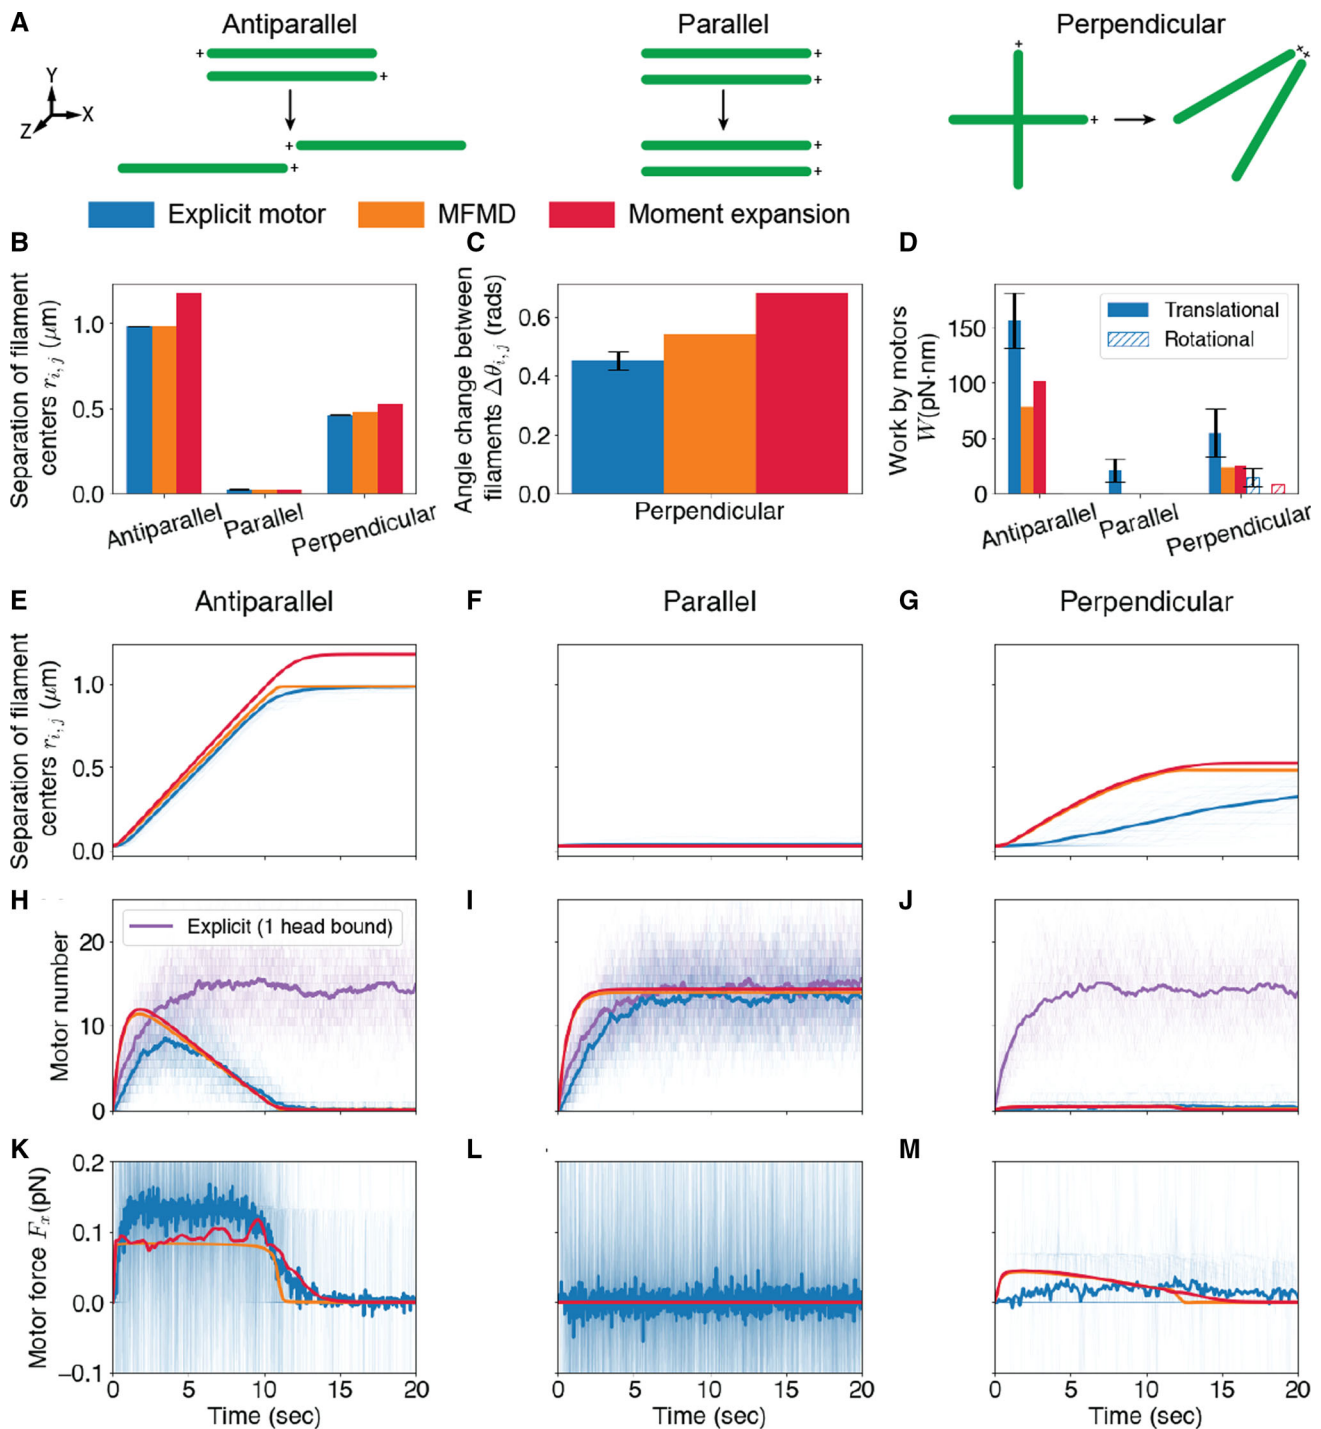 A
Antiparallel
Parallel
Perpendicular
+
+
+
+
+
+
+
+
+
+
+
+
Y
X
Z
Explicit motor
MFMD
Moment expansion
B
Separation of filament
centers r_{i,j} (μm)
1.0
0.5
0.0
Antiparallel
Parallel
Perpendicular
C
Angle change between
filaments Δθ_{i,j} (rads)
0.6
0.4
0.2
0.0
Perpendicular
D
Work by motors
W(pN·nm)
150
100
50
0
Translational
Rotational
Antiparallel
Parallel
Perpendicular
E
Antiparallel
Separation of filament
centers r_{i,j} (μm)
1.0
0.5
0.0
F
Parallel
G
Perpendicular
H
Motor number
20
10
0
Explicit (1 head bound)
I
J
K
Motor force F_x(pN)
0.2
0.1
0.0
−0.1
0 5 10 15 20
Time (sec)
L
0 5 10 15 20
Time (sec)
M
0 5 10 15 20
Time (sec)